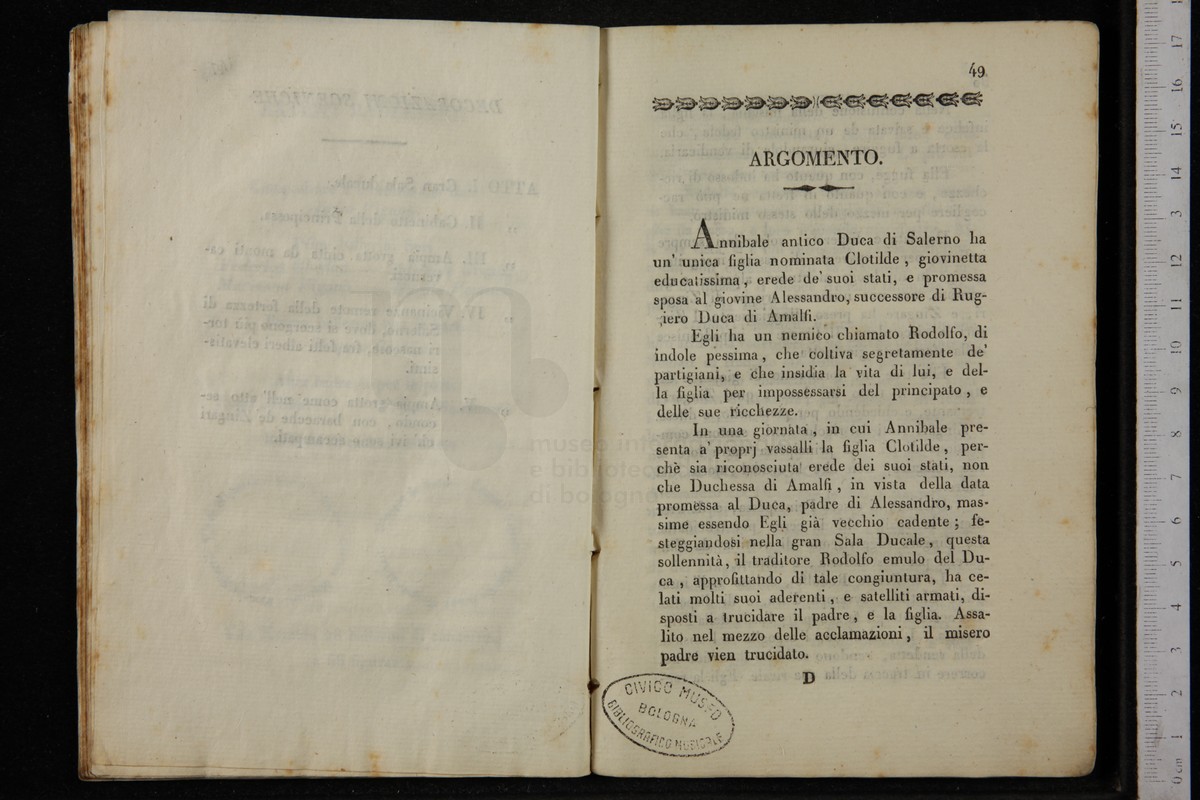 49
ARGOMENTO.
Annibale antico Duca di Salerno ha
un' unica figlia nominata Clotilde , giovinetta
educatissima , erede de' suoi stati, e promessa
sposa al giovine Alessandro, successore di Rug-
iero Duca di Amalfi.
Egli ha un nemico chiamato Rodolfo, di
indole pessima, che coltiva segretamente de'
partigiani, e che insidia la vita di lui, e del-
la figlia per impossessarsi del principato , e
delle sue ricchezze.
In una giornata , in cui Annibale pre-
senta a' proprj vassalli la figlia Clotilde, per-
chè sia riconosciuta erede dei suoi stati, non
che Duchessa di Amalfi , in vista della data
promessa al Duca, padre di Alessandro, mas-
sime essendo Egli già vecchio cadente ; fe-
steggiandosi nella gran Sala Ducale, questa
sollennità, il traditore Rodolfo emulo del Du-
ca , approfittando di tale congiuntura, ha ce-
lati molti suoi aderenti , e satelliti armati, di-
sposti a trucidare il padre, e la figlia. Assa-
lito nel mezzo delle acclamazioni, il misero
padre vien trucidato.
D
CIVICO MUSEO
BOLOGNA
BIBLIOGRAFICO MUSICALE
museo
e biblioteca
di bologna